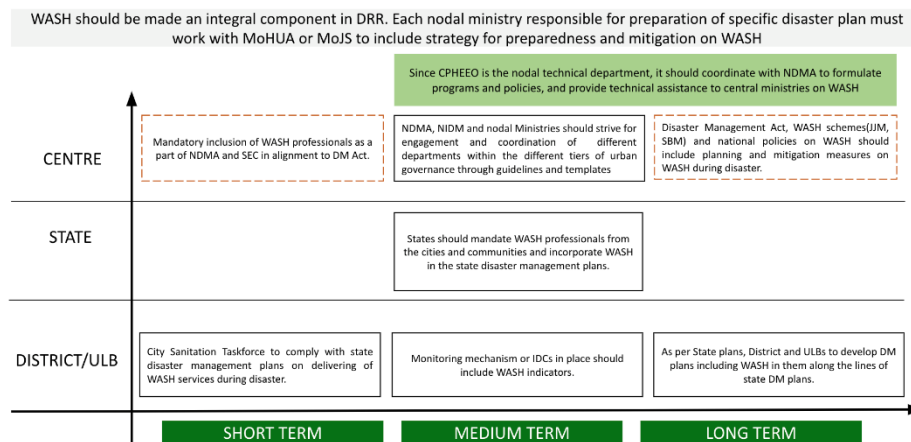 WASH should be made an integral component in DRR. Each nodal ministry responsible for preparation of specific disaster plan must
work with MoHUA or MoJS to include strategy for preparedness and mitigation on WASH
Since CPHEEO is the nodal technical department, it should coordinate with NDMA to formulate
programs and policies, and provide technical assistance to central ministries on WASH
CENTRE
Mandatory inclusion of WASH professionals as a
part of NDMA and SEC in alignment to DM Act.
NDMA, NIDM and nodal Ministries should strive for
engagement and coordination of different
departments within the different tiers of urban
governance through guidelines and templates
Disaster Management Act, WASH schemes(JJM,
SBM) and national policies on WASH should
include planning and mitigation measures on
WASH during disaster.
STATE
States should mandate WASH professionals from
the cities and communities and incorporate WASH
in the state disaster management plans.
DISTRICT/ULB
City Sanitation Taskforce to comply with state
disaster management plans on delivering of
WASH services during disaster.
Monitoring mechanism or IDCs in place should
include WASH indicators.
As per State plans, District and ULBs to develop DM
plans including WASH in them along the lines of
state DM plans.
SHORT TERM
MEDIUM TERM
LONG TERM